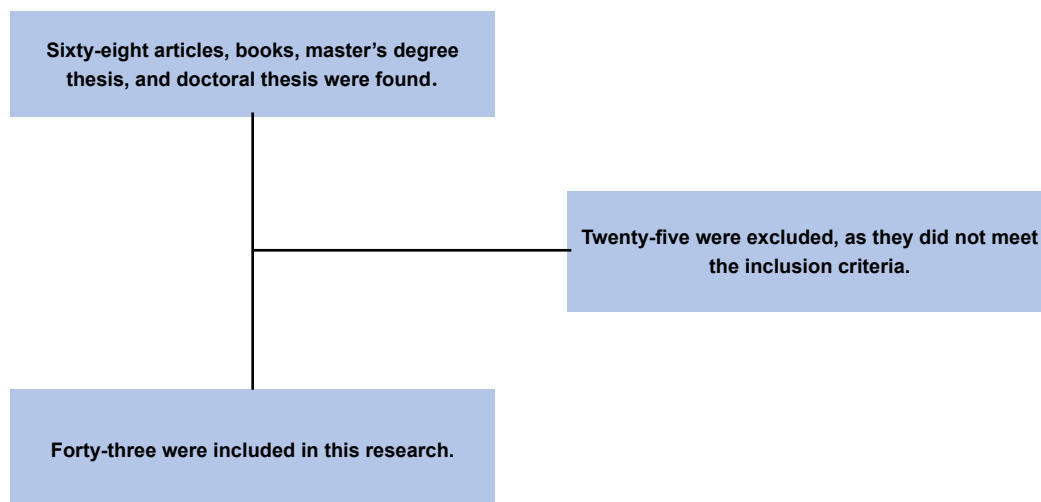 Sixty-eight articles, books, master’s degree
thesis, and doctoral thesis were found.
Twenty-five were excluded, as they did not meet
the inclusion criteria.
Forty-three were included in this research.